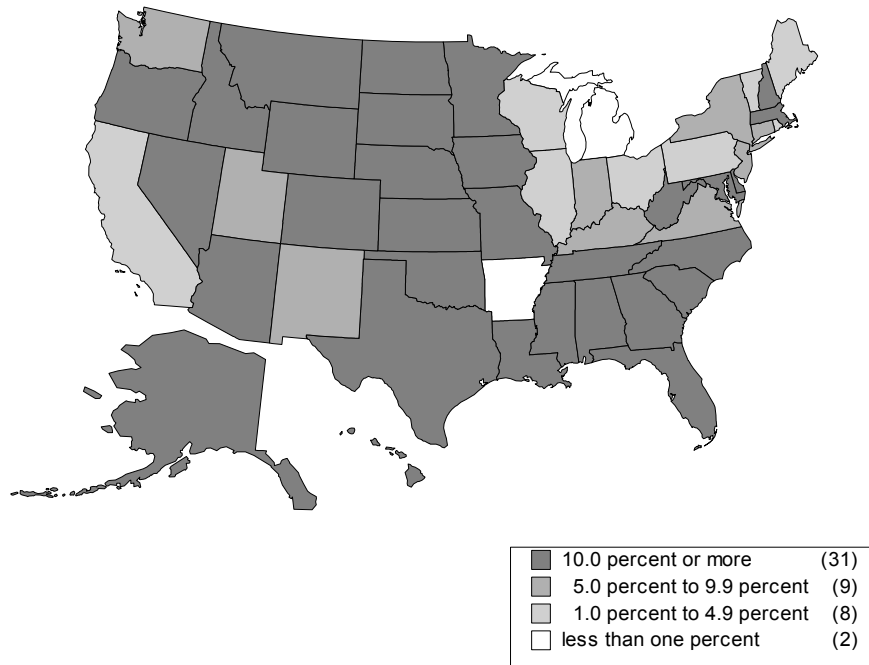 10.0 percent or more (31)
5.0 percent to 9.9 percent (9)
1.0 percent to 4.9 percent (8)
less than one percent (2)